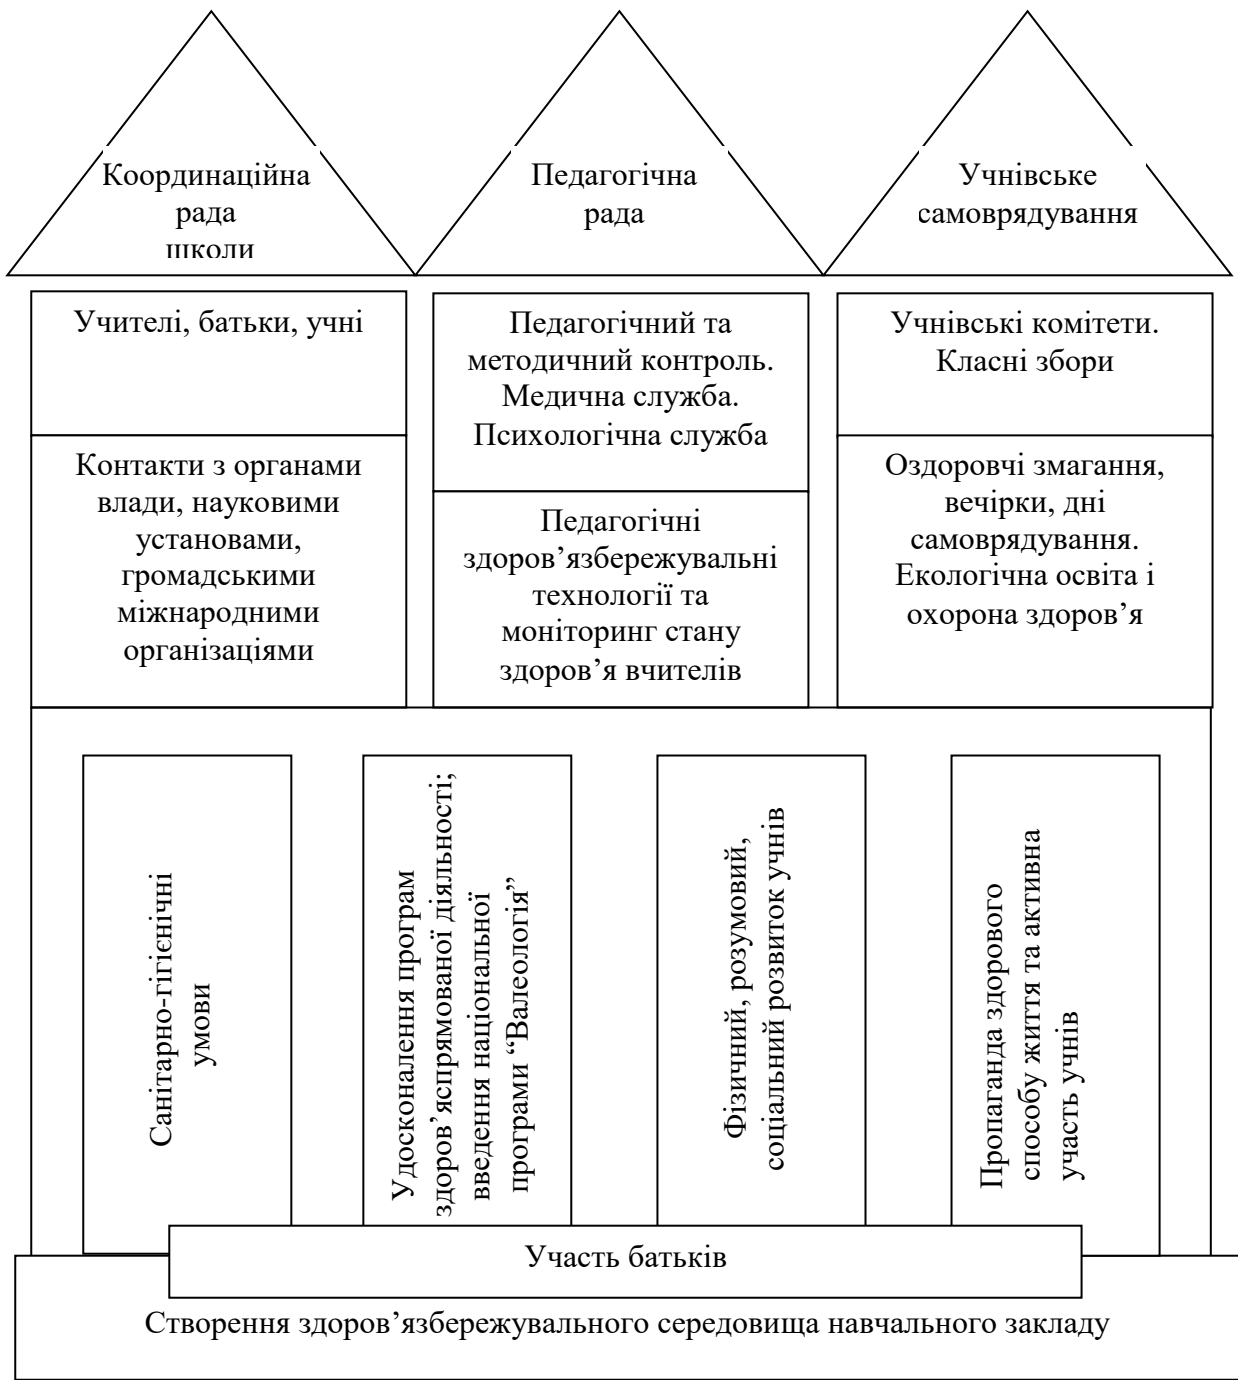 Координаційна
рада
школи
Педагогічна
рада
Учнівське
самоврядування
Учителі, батьки, учні
Педагогічний та
методичний контроль.
Медична служба.
Психологічна служба
Учнівські комітети.
Класні збори
Контакти з органами
влади, науковими
установами,
громадськими
міжнародними
організаціями
Педагогічні
здоров’язбережувальні
технології та
моніторинг стану
здоров’я вчителів
Оздоровчі змагання,
вечірки, дні
самоврядування.
Екологічна освіта і
охорона здоров’я
Санітарно-гігієнічні
умови
Удосконалення програм
здоров’яспрямованої діяльності;
введення національної
програми “Валеологія”
Фізичний, розумовий,
соціальний розвиток учнів
Пропаганда здорового
способу життя та активна
участь учнів
Участь батьків
Створення здоров’язбережувального середовища навчального закладу